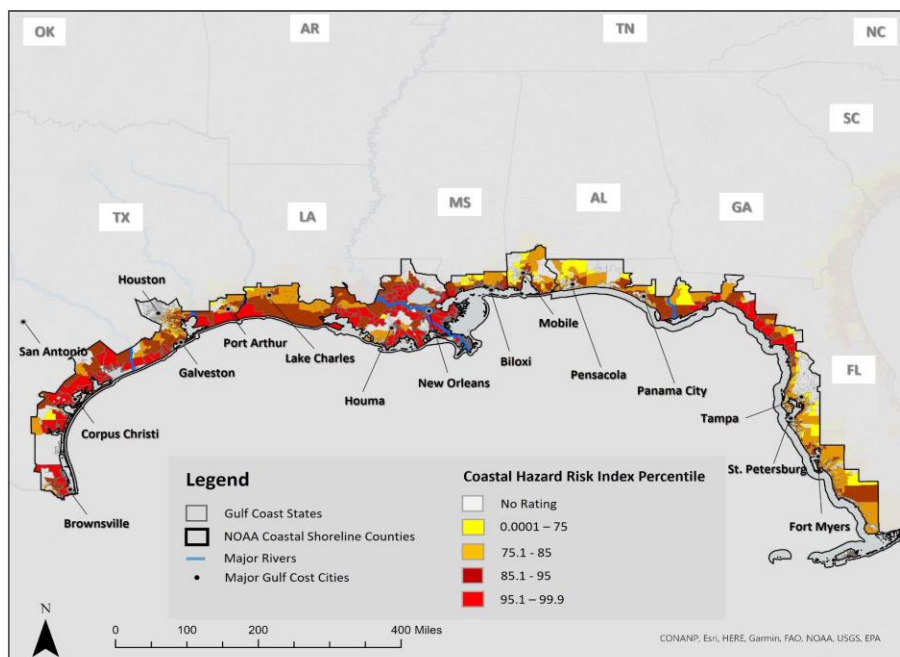 OK
AR
TN
NC
SC
TX
LA
MS
AL
GA
FL
Houston
San Antonio
Galveston
Port Arthur
Lake Charles
Houma
New Orleans
Biloxi
Mobile
Pensacola
Panama City
Tampa
St. Petersburg
Fort Myers
Corpus Christi
Brownsville
Legend
Gulf Coast States
NOAA Coastal Shoreline Counties
Major Rivers
Major Gulf Cost Cities
Coastal Hazard Risk Index Percentile
No Rating
0.0001 – 75
75.1 - 85
85.1 - 95
95.1 – 99.9
N
0 100 200 400 Miles
CONANP, Esri, HERE, Garmin, FAO, NOAA, USGS, EPA